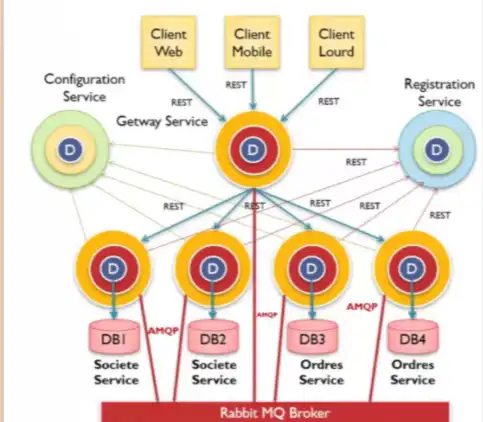 Client
Web
Client
Mobile
Client
Lourd
Configuration
Service
REST
REST
REST
Registration
Service
Getway Service
D
D
D
REST
REST
REST
REST
REST
REST
D
D
D
D
AMQP
AMQP
AMQP
DB1
DB2
DB3
DB4
Societe
Service
Societe
Service
Ordres
Service
Ordres
Service
Rabbit MQ Broker